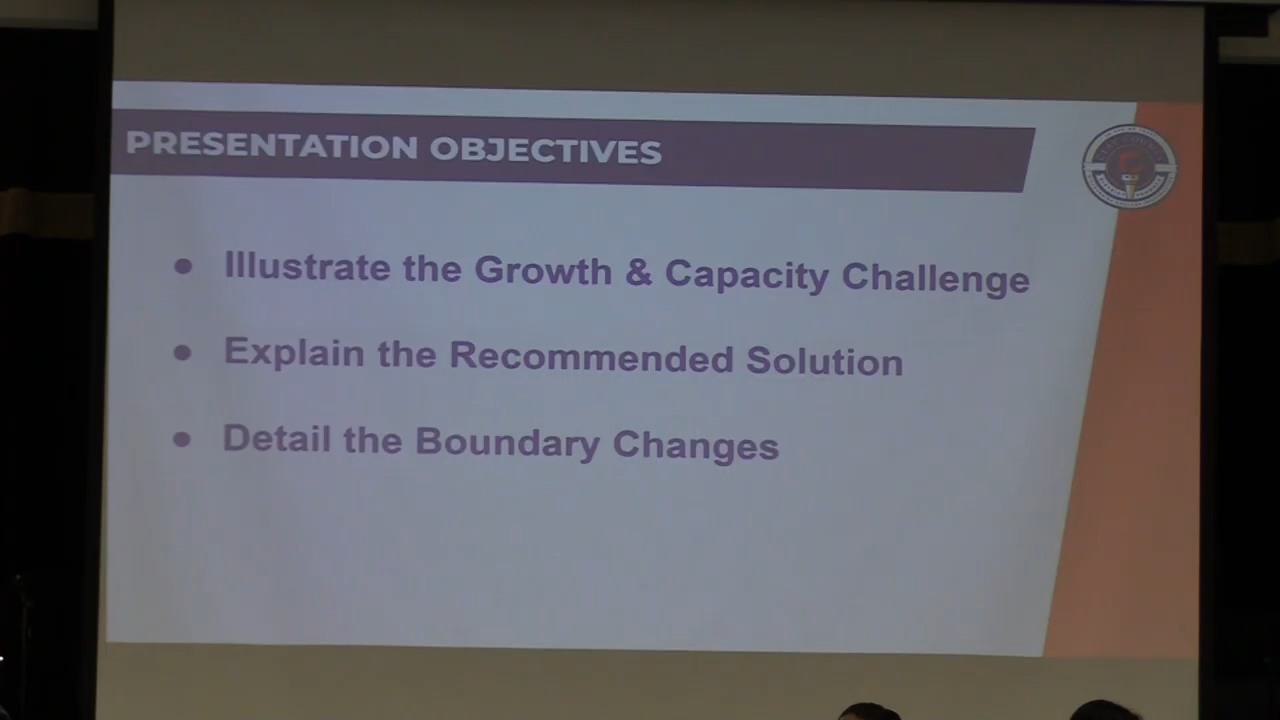 PRESENTATION OBJECTIVES
• Illustrate the Growth & Capacity Challenge
• Explain the Recommended Solution
• Detail the Boundary Changes